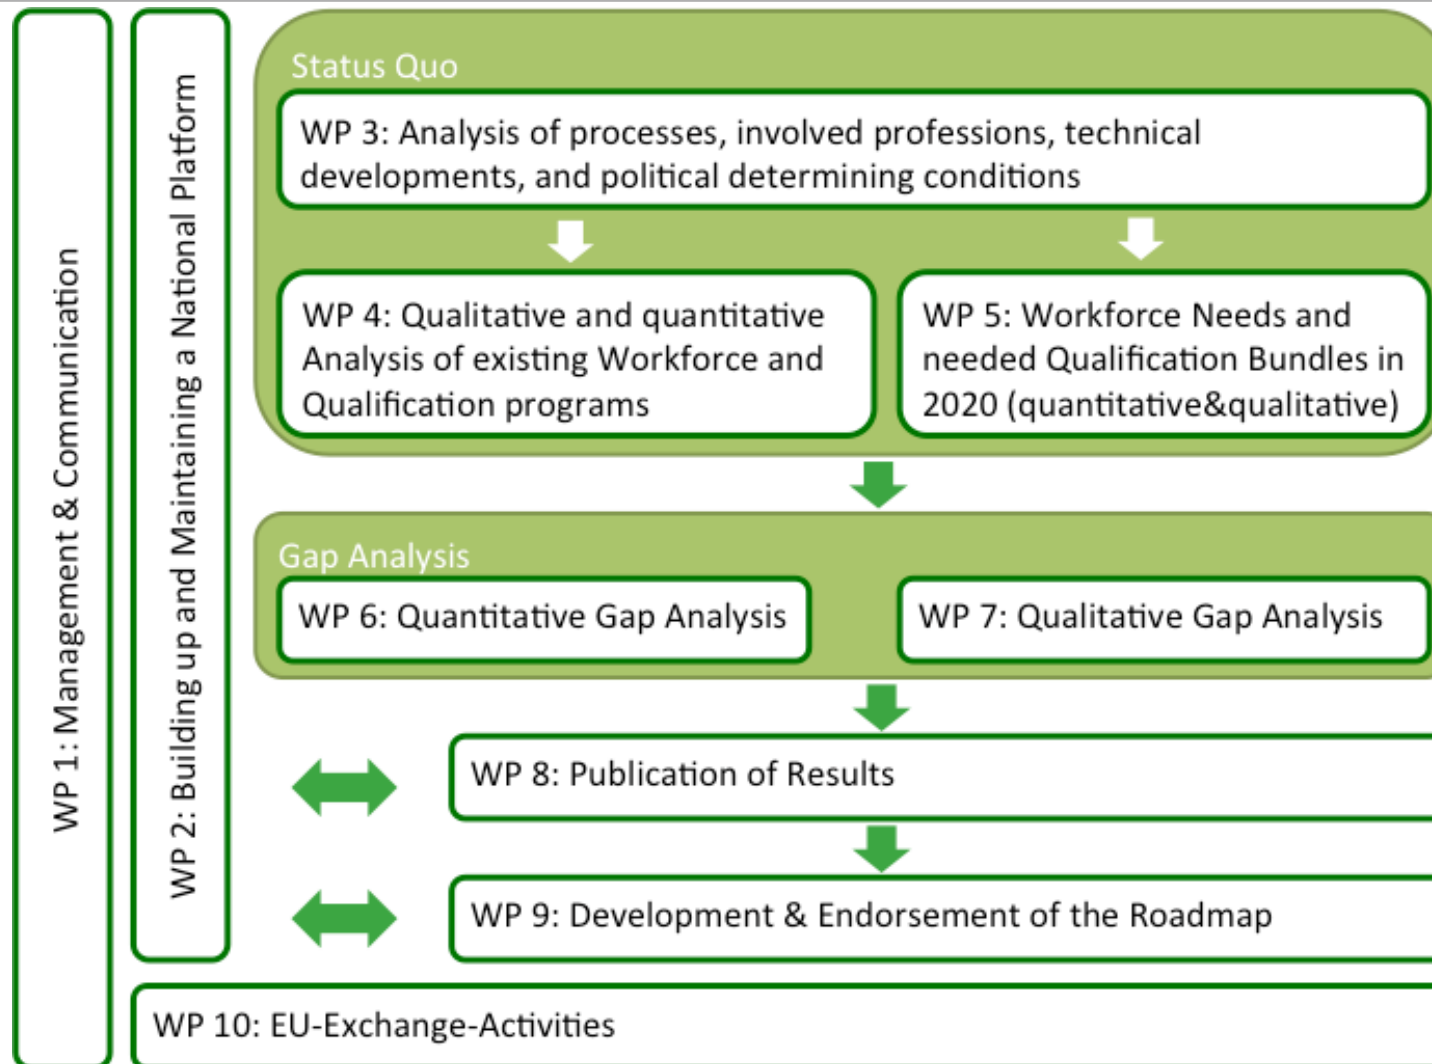 WP 1: Management & Communication
WP 2: Building up and Maintaining a National Platform
Status Quo
WP 3: Analysis of processes, involved professions, technical
developments, and political determining conditions
WP 4: Qualitative and quantitative
Analysis of existing Workforce and
Qualification programs
WP 5: Workforce Needs and
needed Qualification Bundles in
2020 (quantitative&qualitative)
Gap Analysis
WP 6: Quantitative Gap Analysis
WP 7: Qualitative Gap Analysis
WP 8: Publication of Results
WP 9: Development & Endorsement of the Roadmap
WP 10: EU-Exchange-Activities